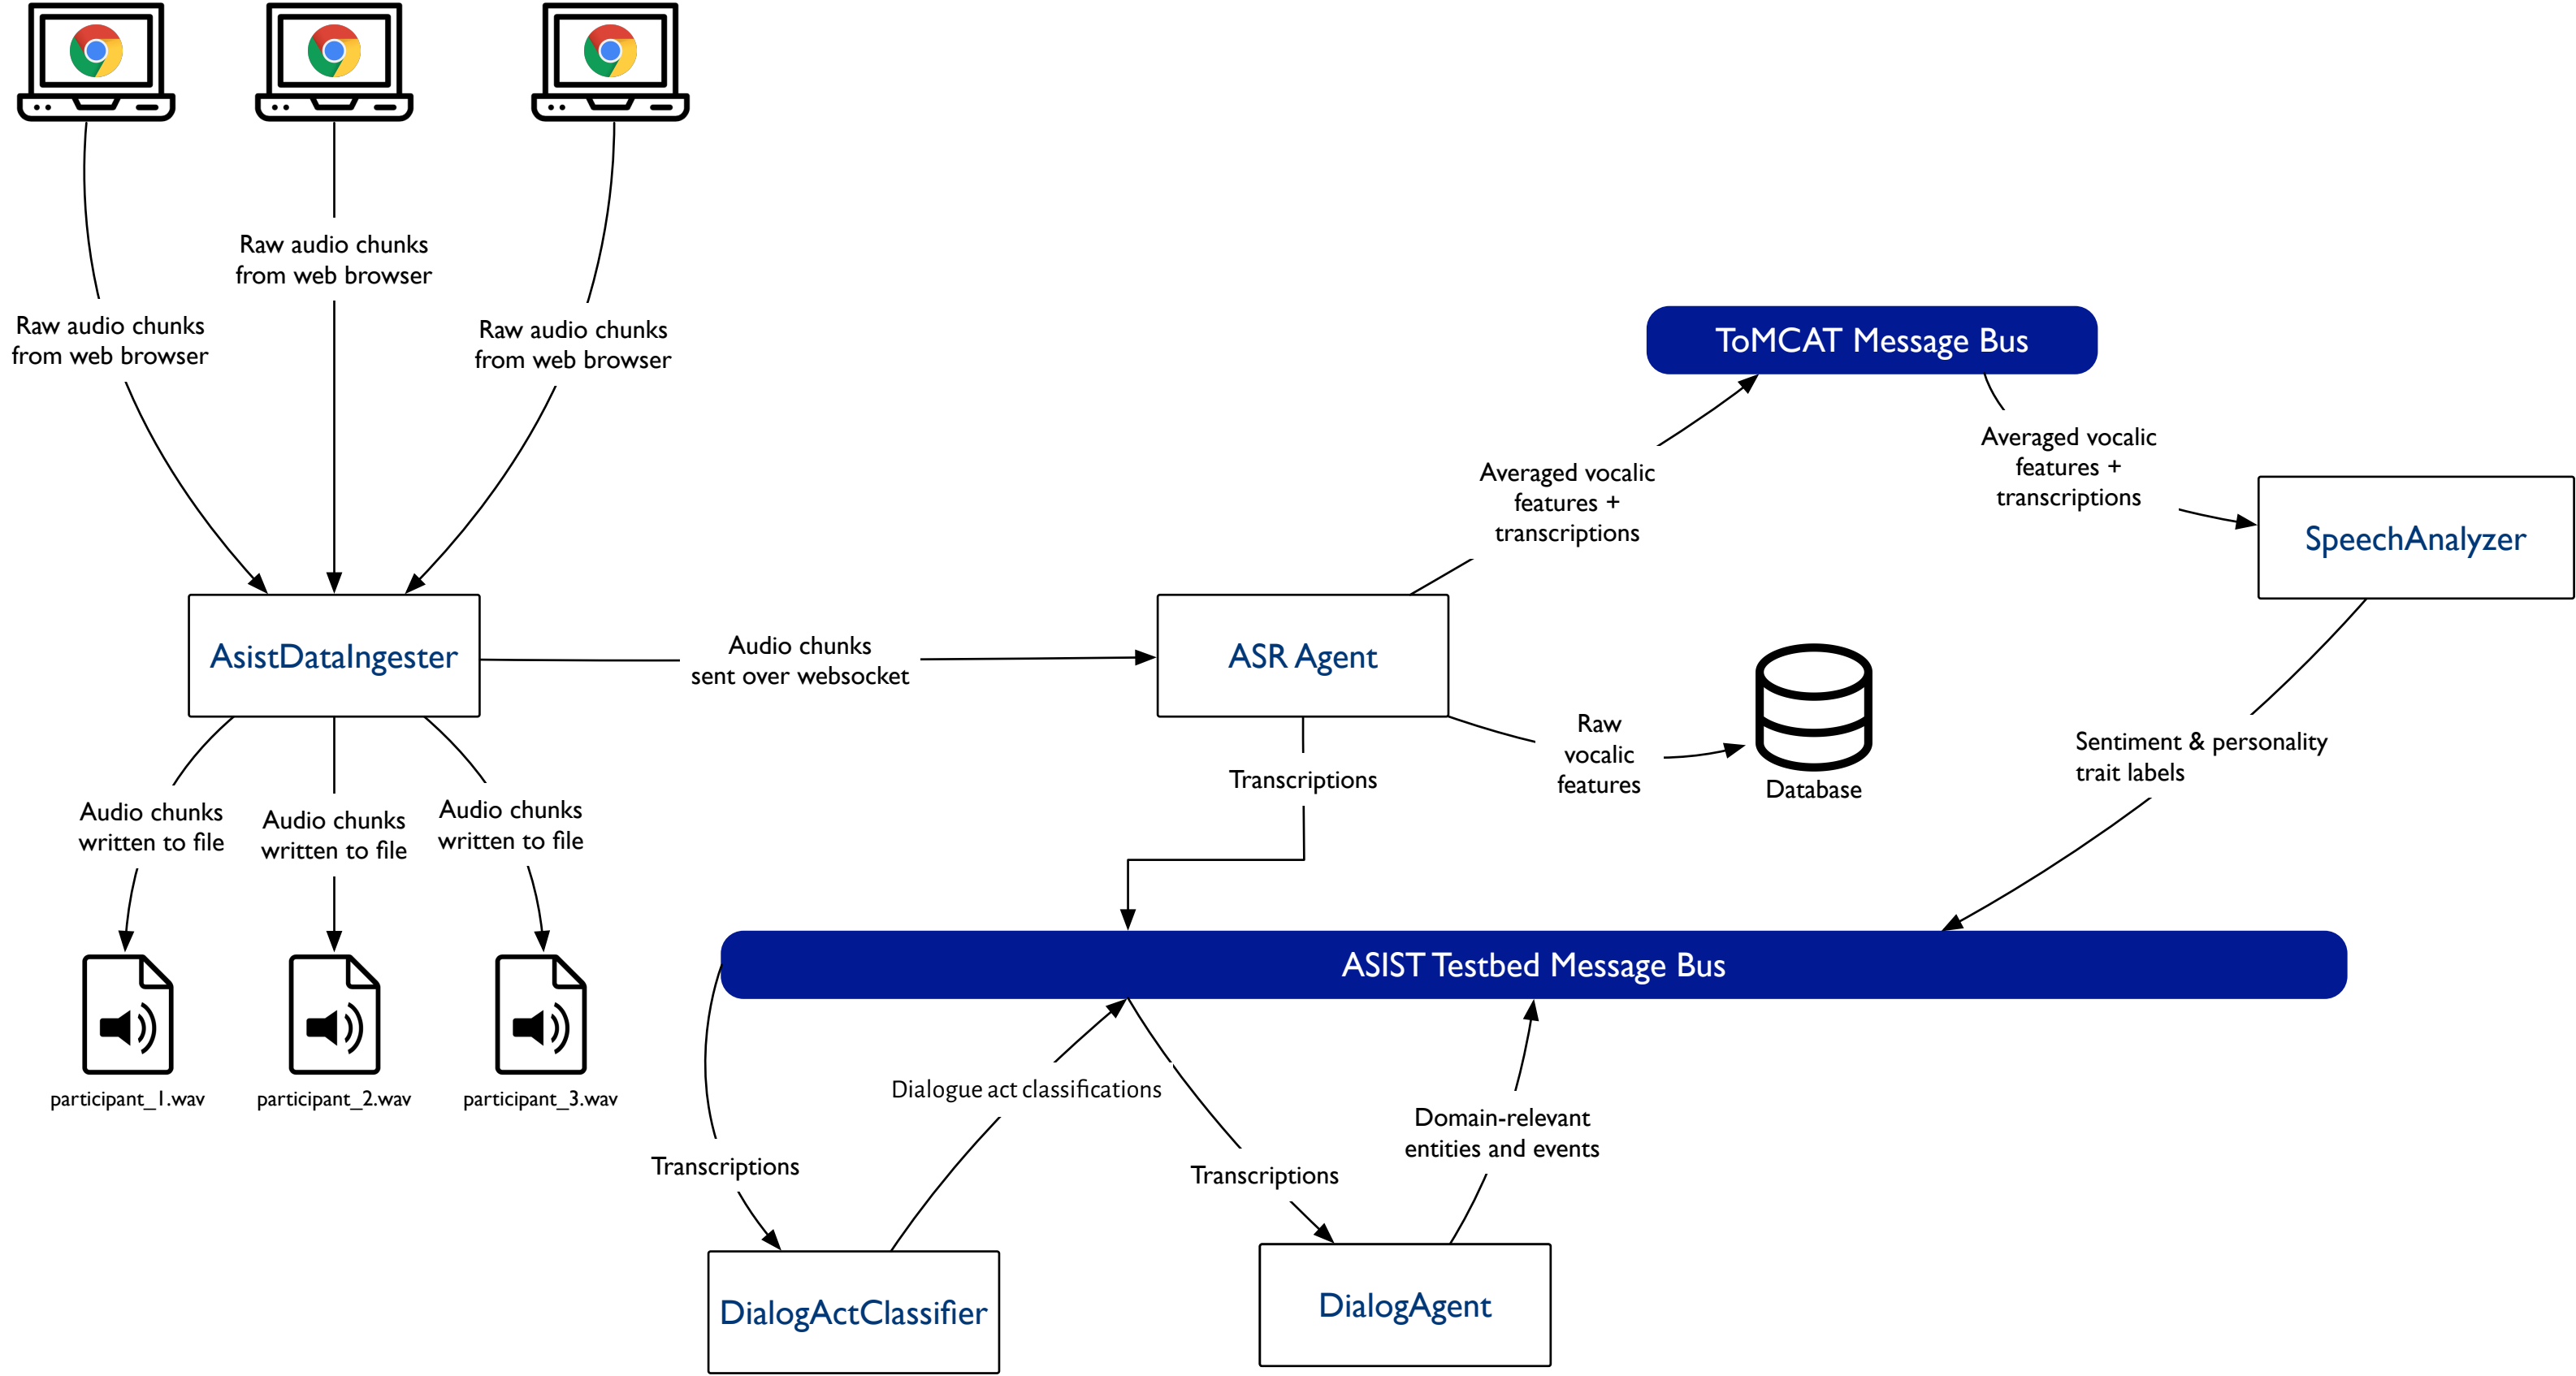 Raw audio chunks
from web browser
Raw audio chunks
from web browser
Raw audio chunks
from web browser
ToMCAT Message Bus
Averaged vocalic
features +
transcriptions
Averaged vocalic
features +
transcriptions
SpeechAnalyzer
AsistDataIngester
Audio chunks
sent over websocket
ASR Agent
Raw
vocalic
features
Database
Transcriptions
Sentiment & personality
trait labels
Audio chunks
written to file
Audio chunks
written to file
Audio chunks
written to file
ASIST Testbed Message Bus
participant_1.wav
participant_2.wav
participant_3.wav
Dialogue act classifications
Domain-relevant
entities and events
Transcriptions
Transcriptions
DialogActClassifier
DialogAgent